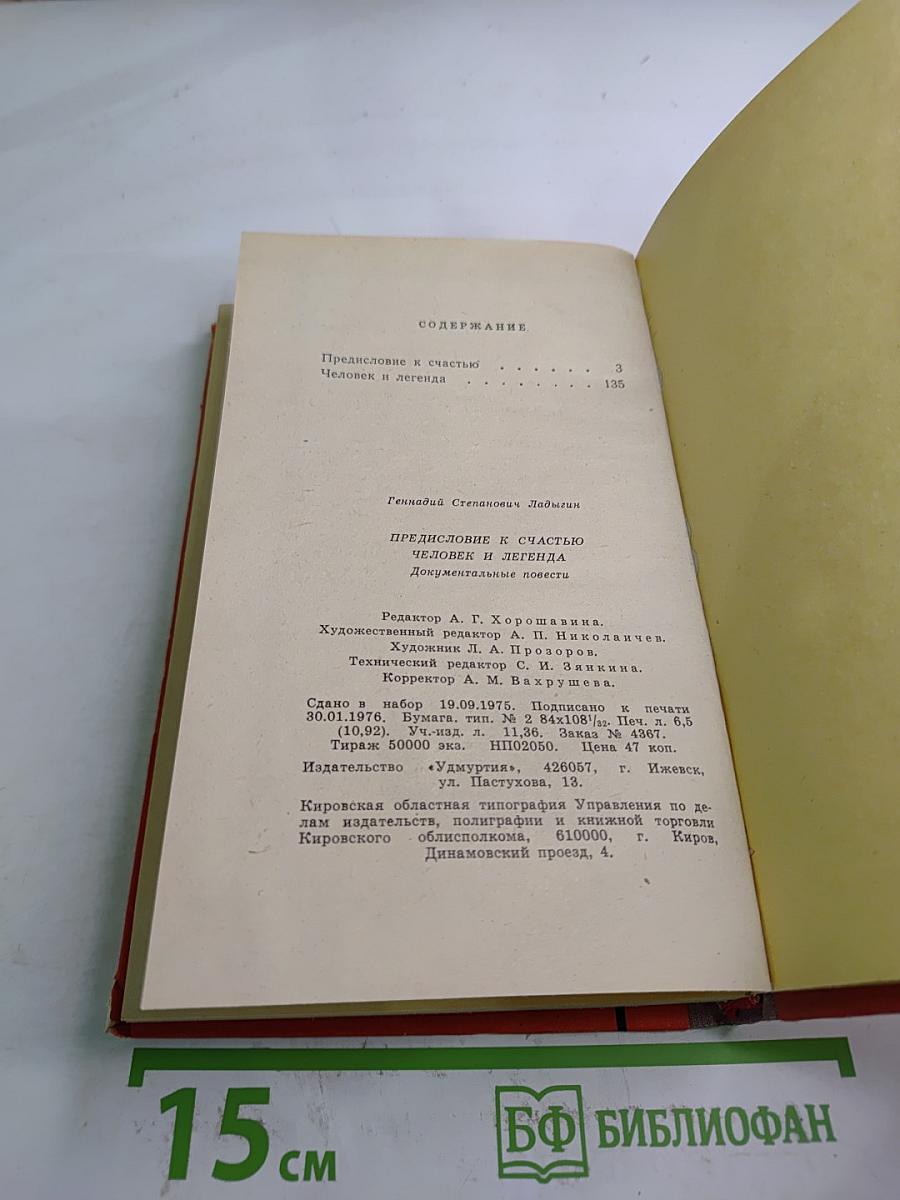 СОДЕРЖАНИЕ
Предисловие к счастью . . . . . . 3
Человек и легенда . . . . . . . . 135
Геннадий Степанович Ладыгин
ПРЕДИСЛОВИЕ К СЧАСТЬЮ
ЧЕЛОВЕК И ЛЕГЕНДА
Документальные повести
Редактор А. Г. Хорошавина.
Художественный редактор А. П. Николаичев.
Художник Л. А. Прозоров.
Технический редактор С. И. Зянкина.
Корректор А. М. Вахрушева.
Сдано в набор 19.09.1975. Подписано к печати
30.01.1976. Бумага. тип. № 2 84х108¹/₃₂. Печ. л. 6,5
(10,92). Уч.-изд. л. 11,36. Заказ № 4367.
Тираж 50000 экз. НП02050. Цена 47 коп.
Издательство «Удмуртия», 426057, г. Ижевск,
ул. Пастухова, 13.
Кировская областная типография Управления по де-
лам издательств, полиграфии и книжной торговли
Кировского облисполкома, 610000, г. Киров,
Динамовский проезд, 4.
15 см
БФ БИБЛИОФАН